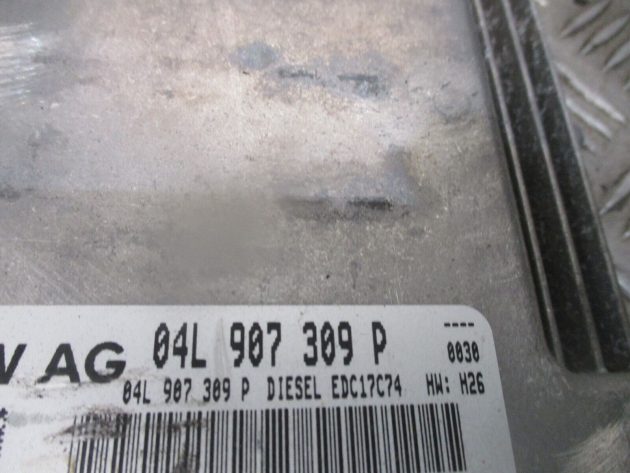 AG 04L 907 309 P ----
0030
04L 907 309 P DIESEL EDC17C74 HW: H26